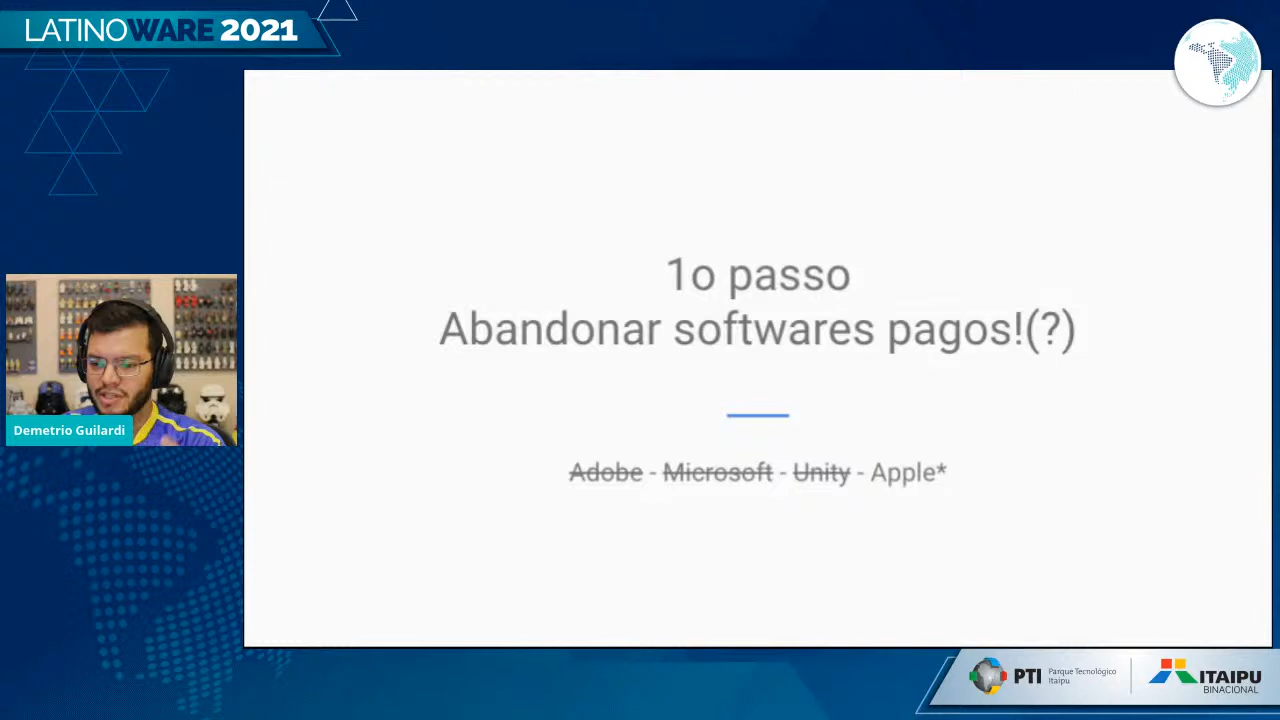 LATINOWARE 2021
1o passo
Abandonar softwares pagos!(?)
Adobe - Microsoft - Unity - Apple*
Demetrio Guilardi
PTI Parque Tecnológico
Itaipu
ITAIPU
BINACIONAL